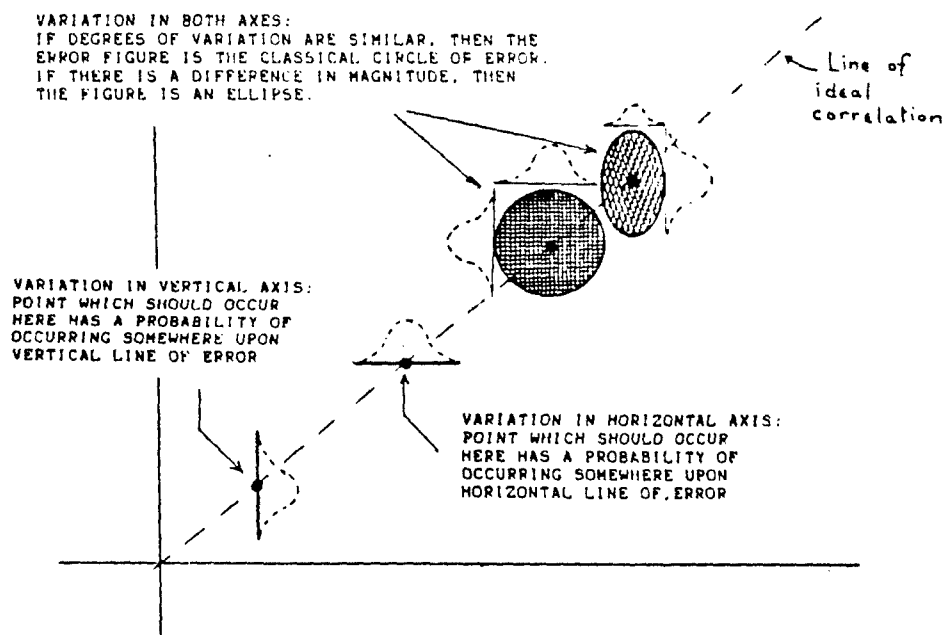 VARIATION IN BOTH AXES:
IF DEGREES OF VARIATION ARE SIMILAR, THEN THE
ERROR FIGURE IS THE CLASSICAL CIRCLE OF ERROR.
IF THERE IS A DIFFERENCE IN MAGNITUDE, THEN
THE FIGURE IS AN ELLIPSE.
Line of
ideal
correlation
VARIATION IN VERTICAL AXIS:
POINT WHICH SHOULD OCCUR
HERE HAS A PROBABILITY OF
OCCURRING SOMEWHERE UPON
VERTICAL LINE OF ERROR
VARIATION IN HORIZONTAL AXIS:
POINT WHICH SHOULD OCCUR
HERE HAS A PROBABILITY OF
OCCURRING SOMEWHERE UPON
HORIZONTAL LINE OF ERROR